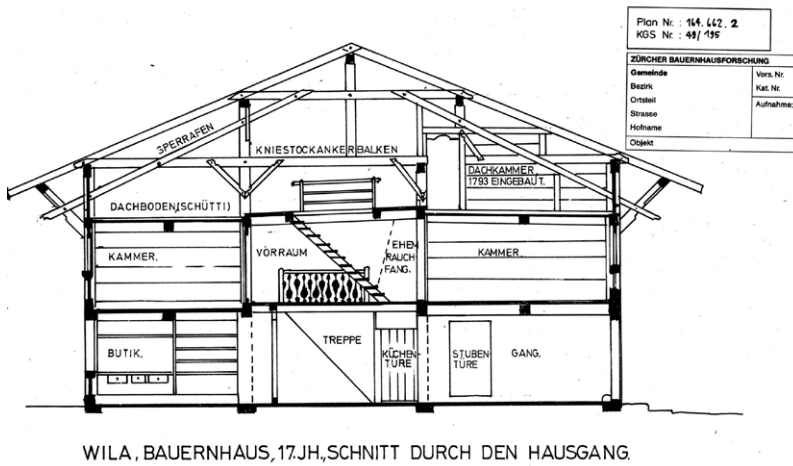 Plan Nr. : 164.662.2
KGS Nr. : 49/195
ZÜRCHER BAUERNHAUSFORSCHUNG
Gemeinde
Vers. Nr.
Bezirk
Kat. Nr.
Ortsteil
Aufnahme:
Strasse
Hofname
Objekt
SPERRAFEN
KNIESTOCKANKERBALKEN
DACHKAMMER,
1793 EINGEBAUT.
DACHBODEN,(SCHÜTTI)
KAMMER.
VORRAUM
EHEM
RAUCH
FANG.
KAMMER.
BUTIK.
TREPPE
KÜCHEN-
TÜRE
STUBEN-
TÜRE
GANG.
WILA, BAUERNHAUS, 17.JH., SCHNITT DURCH DEN HAUSGANG.